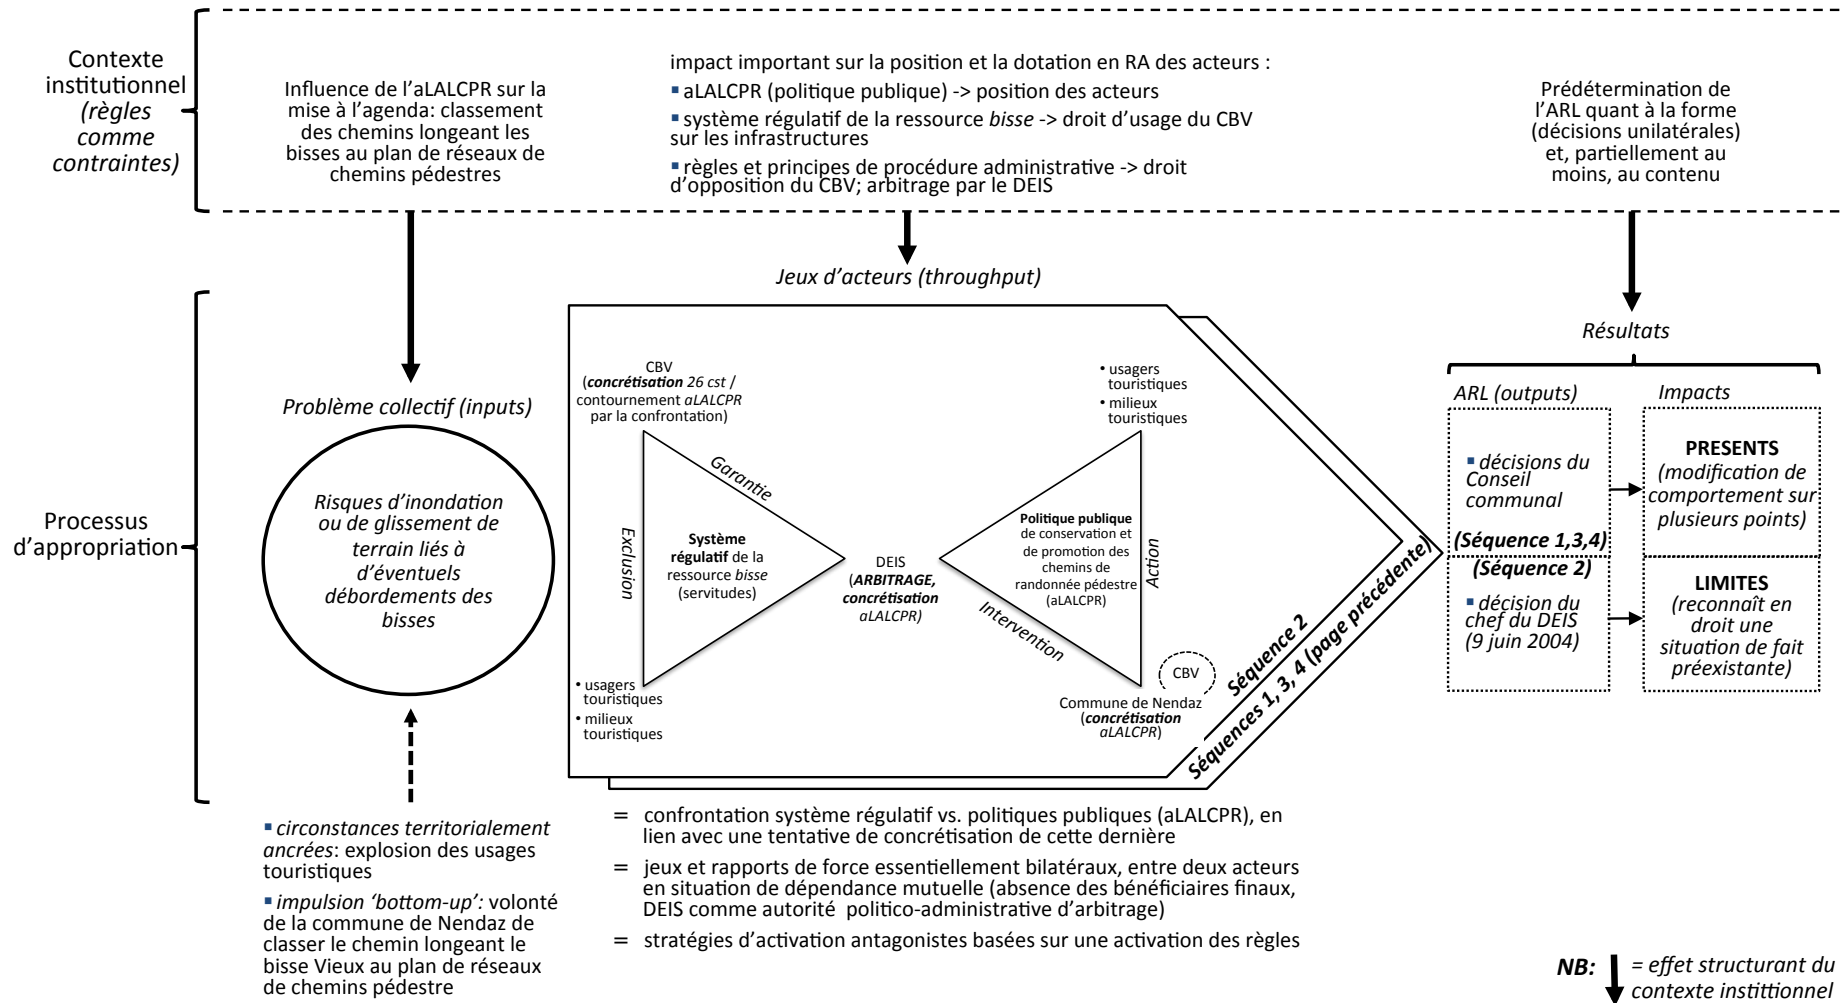 Contexte
institutionnel
(règles
comme
contraintes)
Influence de l'aLALCPR sur la
mise à l'agenda: classement
des chemins longeant les
bisses au plan de réseaux de
chemins pédestres
impact important sur la position et la dotation en RA des acteurs :
▪ aLALCPR (politique publique) -> position des acteurs
▪ système régulatif de la ressource bisse -> droit d'usage du CBV
sur les infrastructures
▪ règles et principes de procédure administrative -> droit
d'opposition du CBV; arbitrage par le DEIS
Prédétermination de
l'ARL quant à la forme
(décisions unilatérales)
et, partiellement au
moins, au contenu
Processus
d'appropriation
Problème collectif (inputs)
Risques d'inondation
ou de glissement de
terrain liés à
d'éventuels
débordements des
bisses
▪ circonstances territorialement
ancrées: explosion des usages
touristiques
▪ impulsion 'bottom-up': volonté
de la commune de Nendaz de
classer le chemin longeant le
bisse Vieux au plan de réseaux
de chemins pédestre
Jeux d'acteurs (throughput)
CBV
(concrétisation 26 cst /
contournement aLALCPR
par la confrontation)
Garantie
Exclusion
Système
régulatif de la
ressource bisse
(servitudes)
• usagers
touristiques
• milieux
touristiques
DEIS
(ARBITRAGE,
concrétisation
aLALCPR)
• usagers
touristiques
• milieux
touristiques
Politique publique
de conservation et
de promotion des
chemins de
randonnée pédestre
(aLALCPR)
Action
Intervention
CBV
Commune de Nendaz
(concrétisation
aLALCPR)
Séquence 2
Séquences 1, 3, 4 (page précédente)
= confrontation système régulatif vs. politiques publiques (aLALCPR), en
lien avec une tentative de concrétisation de cette dernière
= jeux et rapports de force essentiellement bilatéraux, entre deux acteurs
en situation de dépendance mutuelle (absence des bénéficiaires finaux,
DEIS comme autorité politico-administrative d'arbitrage)
= stratégies d'activation antagonistes basées sur une activation des règles
Résultats
ARL (outputs)
Impacts
▪ décisions du
Conseil
communal
(Séquence 1,3,4)
PRESENTS
(modification de
comportement sur
plusieurs points)
(Séquence 2)
▪ décision du
chef du DEIS
(9 juin 2004)
LIMITES
(reconnaît en
droit une
situation de fait
préexistante)
NB: = effet structurant du
contexte instittionnel